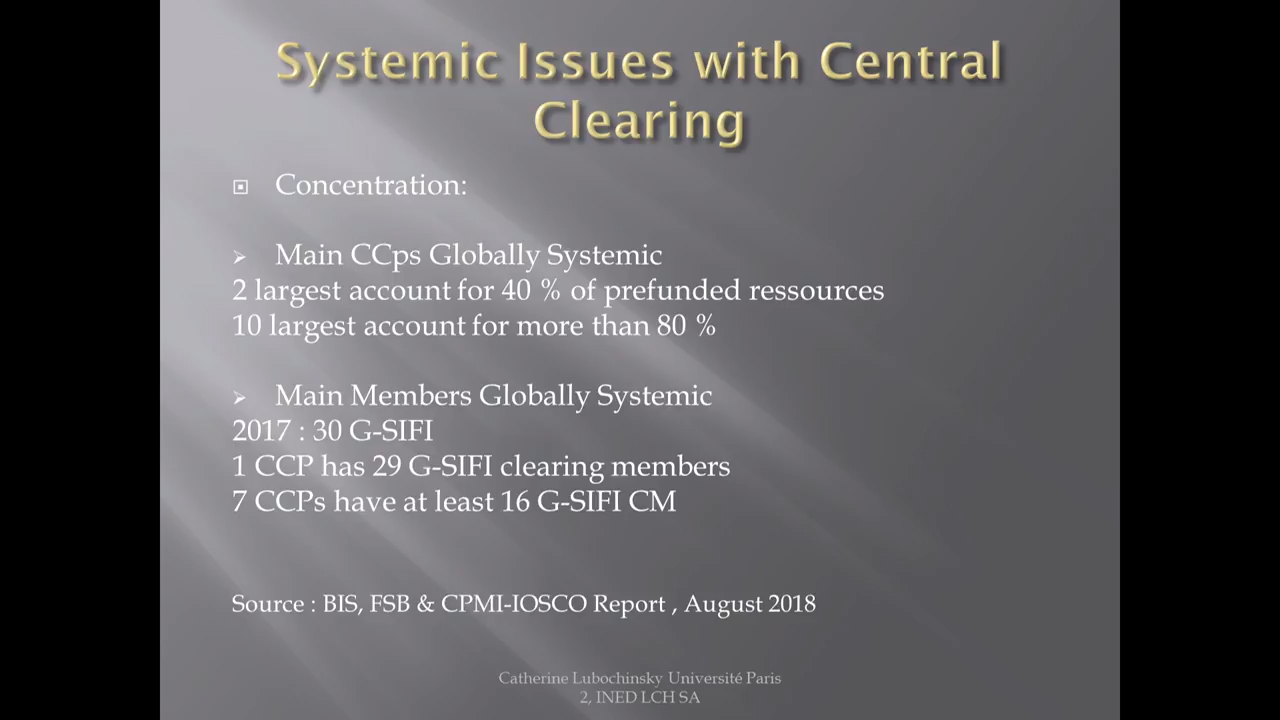 Systemic Issues with Central
Clearing
Concentration:
Main CCps Globally Systemic
2 largest account for 40 % of prefunded ressources
10 largest account for more than 80 %
Main Members Globally Systemic
2017 : 30 G-SIFI
1 CCP has 29 G-SIFI clearing members
7 CCPs have at least 16 G-SIFI CM
Source : BIS, FSB & CPMI-IOSCO Report , August 2018
Catherine Lubochinsky Université Paris
2, INED LCH SA